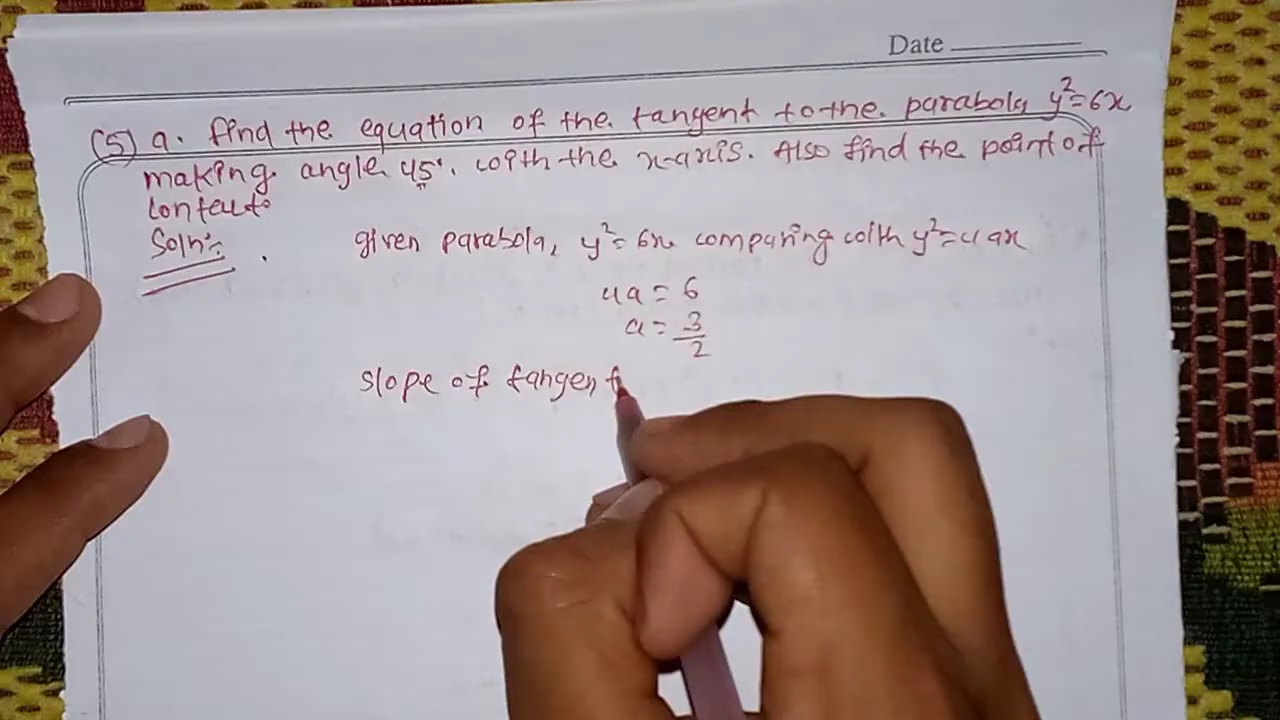 Date
(5) a. find the equation of the tangent to the parabola y²=6x
making angle 45°. with the x-axis. Also find the point of
contact.
Soln:
given parabola, y²= 6x comparing with y²=4ax
4a = 6
a = 3/2
slope of tangent